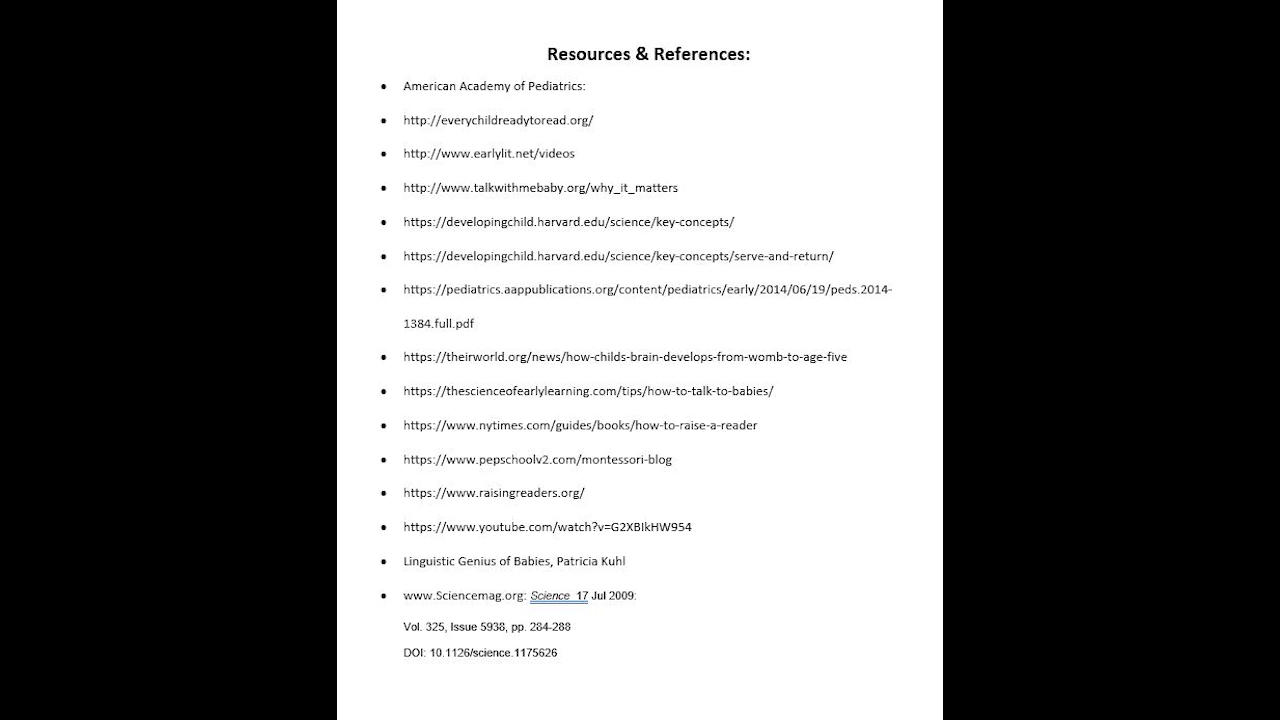 Resources & References:
• American Academy of Pediatrics:
• http://everychildreadytoread.org/
• http://www.earlylit.net/videos
• http://www.talkwithmebaby.org/why_it_matters
• https://developingchild.harvard.edu/science/key-concepts/
• https://developingchild.harvard.edu/science/key-concepts/serve-and-return/
• https://pediatrics.aappublications.org/content/pediatrics/early/2014/06/19/peds.2014-
1384.full.pdf
• https://theirworld.org/news/how-childs-brain-develops-from-womb-to-age-five
• https://thescienceofearlylearning.com/tips/how-to-talk-to-babies/
• https://www.nytimes.com/guides/books/how-to-raise-a-reader
• https://www.pepschoolv2.com/montessori-blog
• https://www.raisingreaders.org/
• https://www.youtube.com/watch?v=G2XBIkHW954
• Linguistic Genius of Babies, Patricia Kuhl
• www.Sciencemag.org: Science 17 Jul 2009:
Vol. 325, Issue 5938, pp. 284-288
DOI: 10.1126/science.1175626